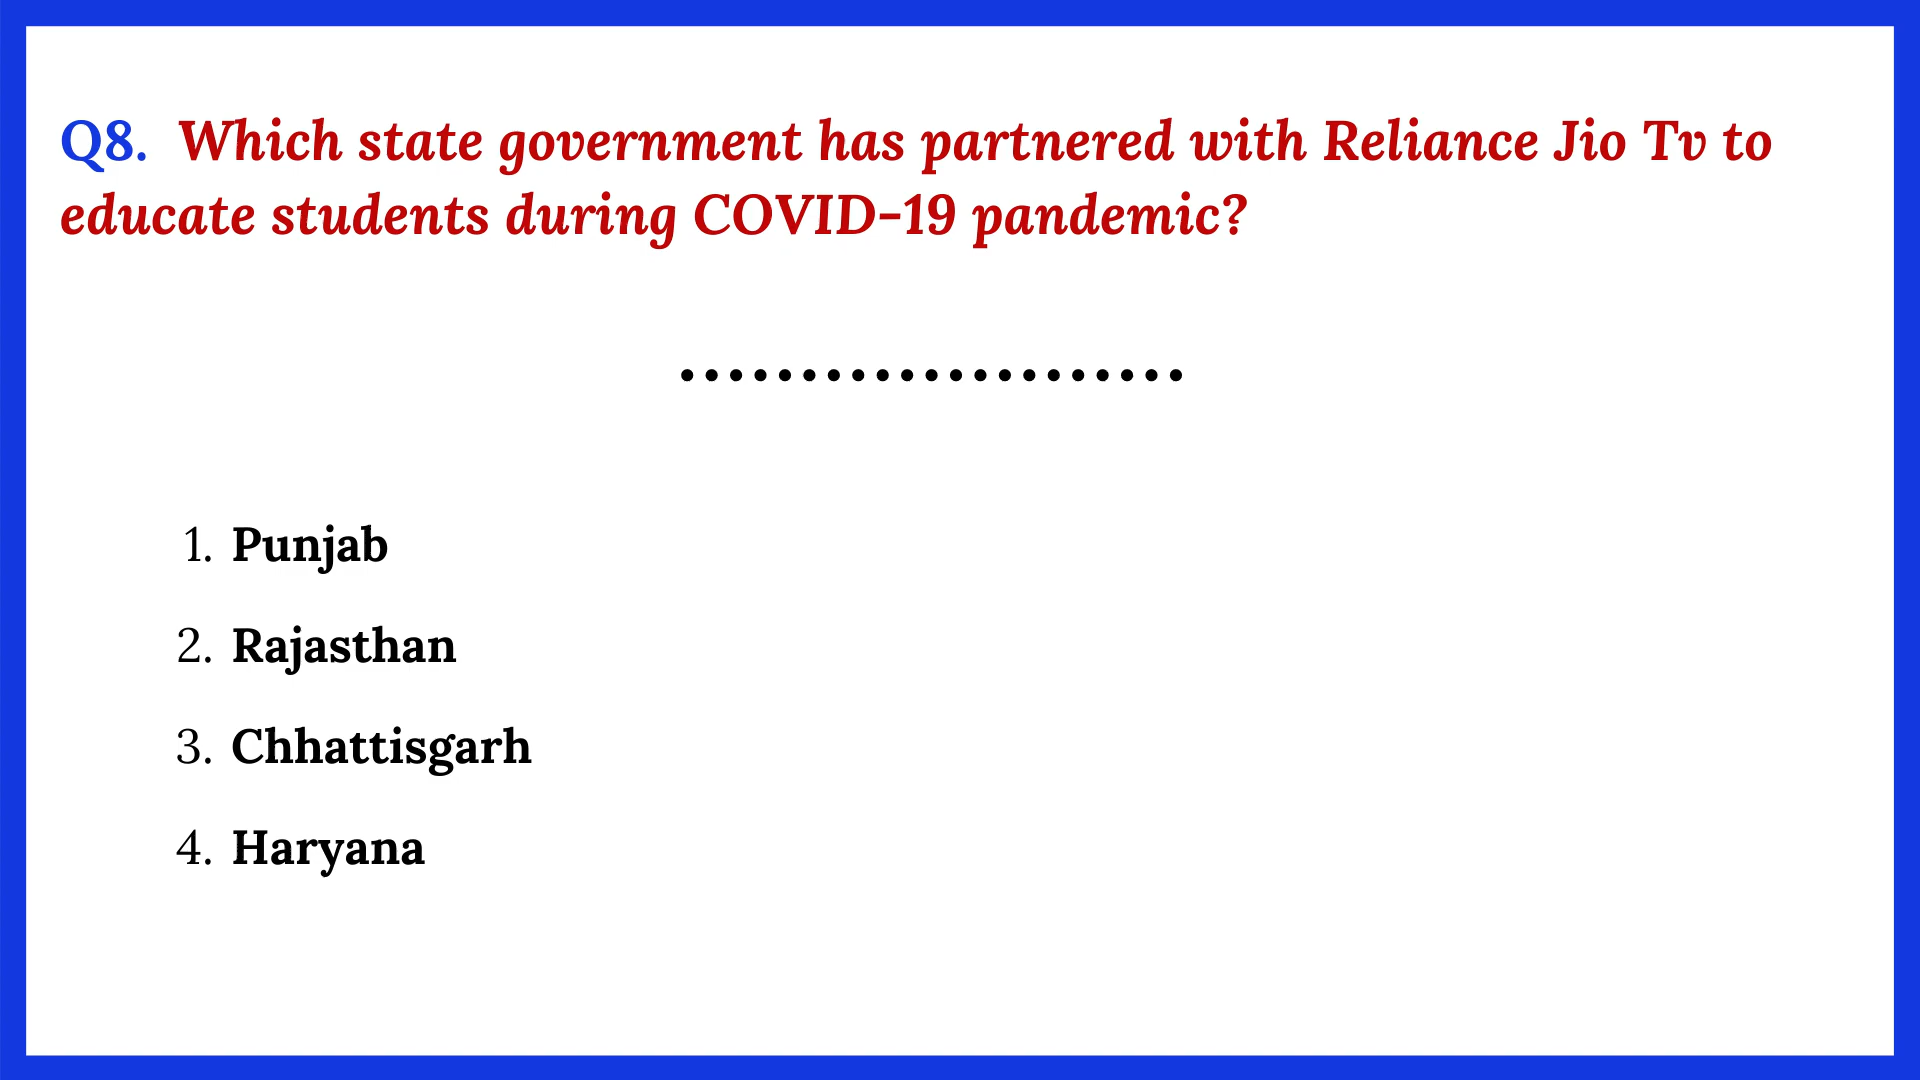 Q8. Which state government has partnered with Reliance Jio Tv to
educate students during COVID-19 pandemic?
....................
1. Punjab
2. Rajasthan
3. Chhattisgarh
4. Haryana